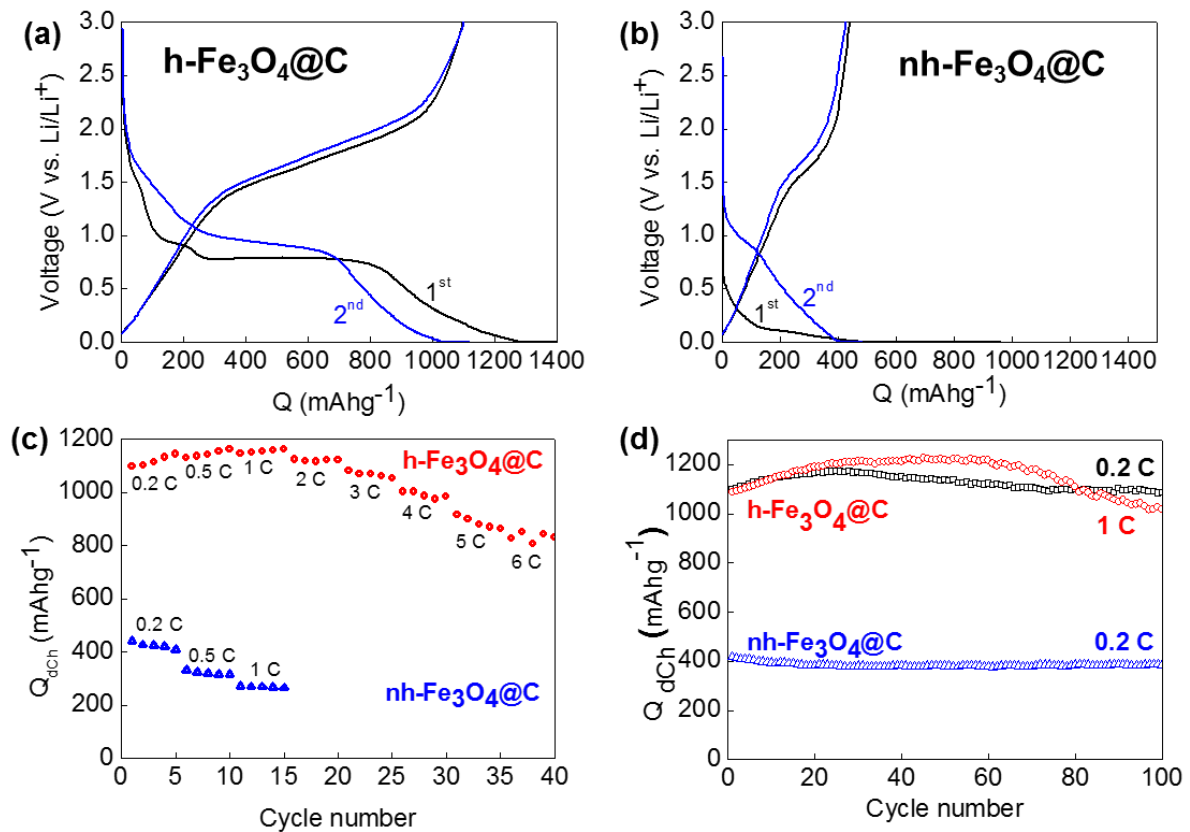 (a)
h-Fe3O4@C
Voltage (V vs. Li/Li+)
3.0
2.5
2.0
1.5
1.0
0.5
0.0
1st
2nd
0 200 400 600 800 1000 1200 1400
Q (mAhg-1)
(b)
nh-Fe3O4@C
Voltage (V vs. Li/Li+)
3.0
2.5
2.0
1.5
1.0
0.5
0.0
1st
2nd
0 200 400 600 800 1000 1200 1400
Q (mAhg-1)
(c)
QdCh (mAhg-1)
1200
1000
800
600
400
200
0
h-Fe3O4@C
0.2 C
0.5 C
1 C
2 C
3 C
4 C
5 C
6 C
0.2 C
0.5 C
1 C
nh-Fe3O4@C
0 5 10 15 20 25 30 35 40
Cycle number
(d)
Q dCh (mAhg-1)
1200
1000
800
600
400
200
0
0.2 C
h-Fe3O4@C
1 C
nh-Fe3O4@C
0.2 C
0 20 40 60 80 100
Cycle number